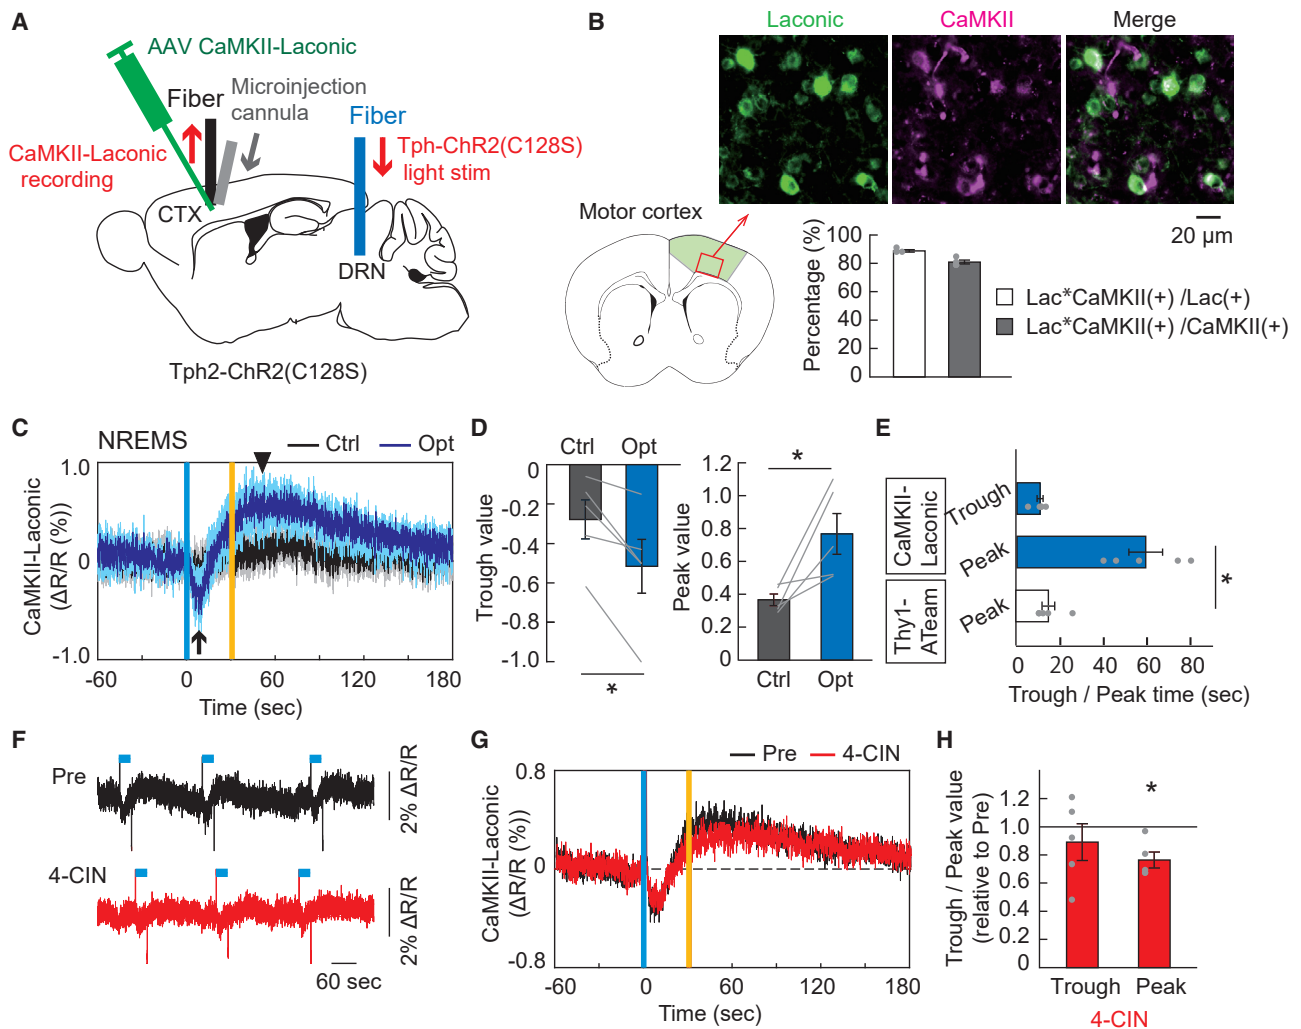 A
AAV CaMKII-Laconic
Fiber
Microinjection
cannula
Fiber
CaMKII-Laconic
recording
Tph-ChR2(C128S)
light stim
CTX
DRN
Tph2-ChR2(C128S)
B
Laconic
CaMKII
Merge
20 μm
Motor cortex
Percentage (%)
100
80
60
40
20
0
Lac*CaMKII(+) /Lac(+)
Lac*CaMKII(+) /CaMKII(+)
C
NREMS
Ctrl
Opt
CaMKII-Laconic
(ΔR/R (%))
1.0
0
-1.0
-60
0
60
120
180
Time (sec)
D
Ctrl
Opt
Trough value
0
-0.2
-0.4
-0.6
-0.8
-1.0
*
Peak value
1.2
1.0
0.8
0.6
0.4
0.2
0
*
Ctrl
Opt
E
CaMKII-
Laconic
Thy1-
ATeam
Trough
Peak
Peak
*
0
20
40
60
80
Trough / Peak time (sec)
F
Pre
2% ΔR/R
4-CIN
2% ΔR/R
60 sec
G
Pre
4-CIN
CaMKII-Laconic
(ΔR/R (%))
0.8
0
-0.8
-60
0
60
120
180
Time (sec)
H
Trough / Peak value
(relative to Pre)
1.2
1.0
0.8
0.6
0.4
0.2
0
*
Trough
Peak
4-CIN